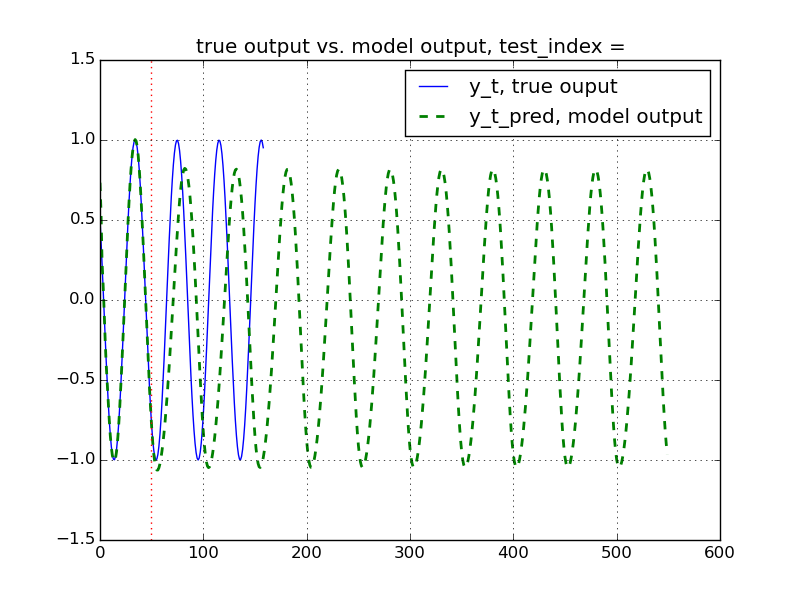 true output vs. model output, test_index =
y_t, true ouput
y_t_pred, model output
1.5
1.0
0.5
0.0
−0.5
−1.0
−1.5
0 100 200 300 400 500 600